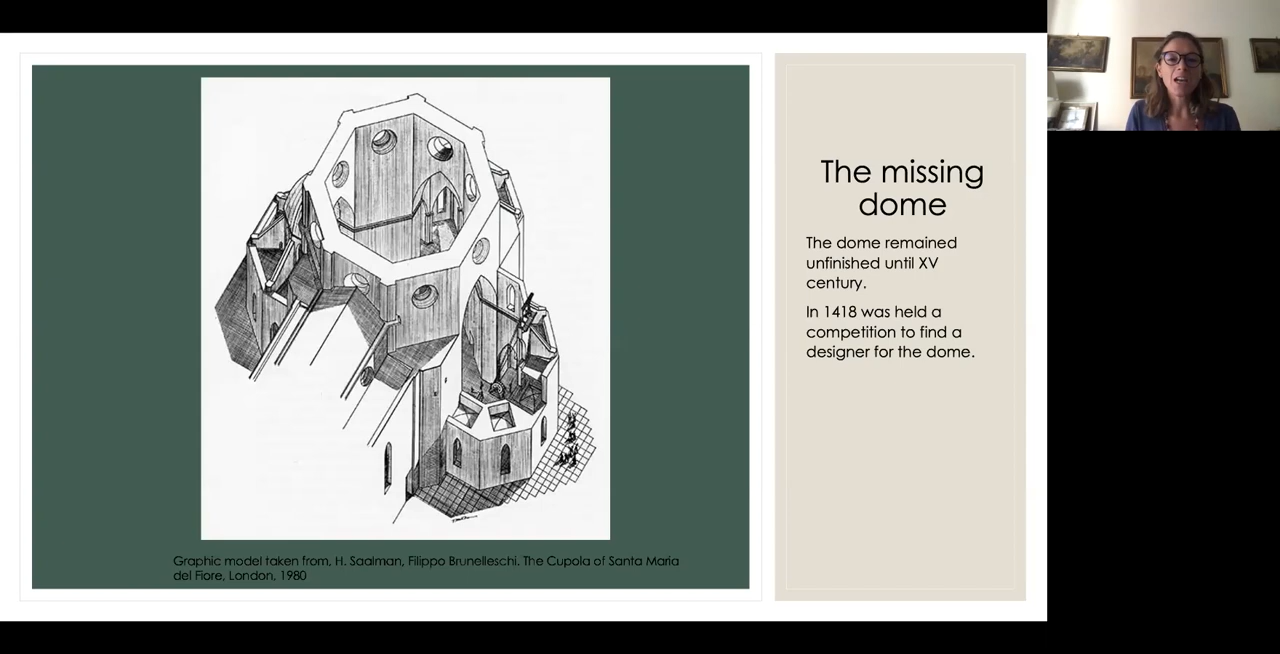 The missing
dome
The dome remained
unfinished until XV
century.
In 1418 was held a
competition to find a
designer for the dome.
Graphic model taken from, H. Saalman, Filippo Brunelleschi. The Cupola of Santa Maria
del Fiore, London, 1980